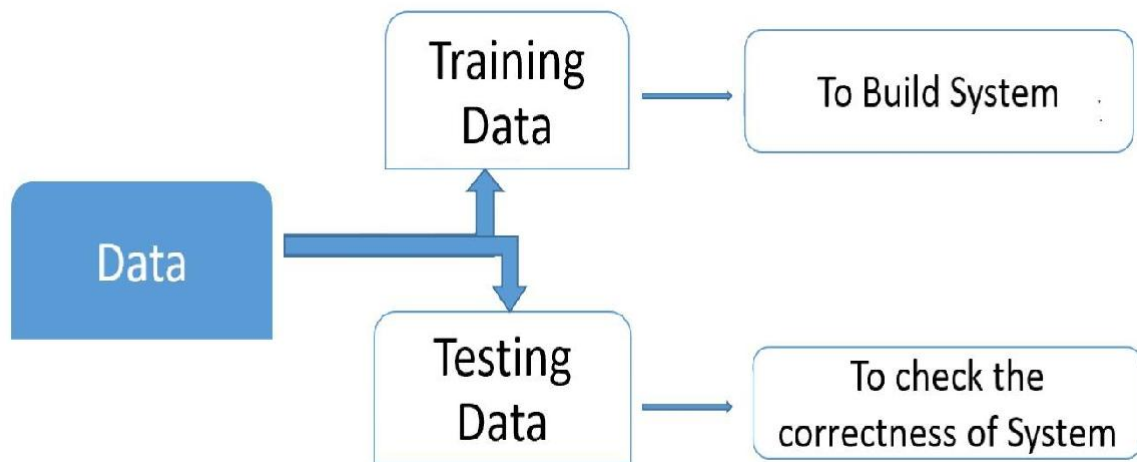 Training
Data
To Build System
Data
Testing
Data
To check the
correctness of System